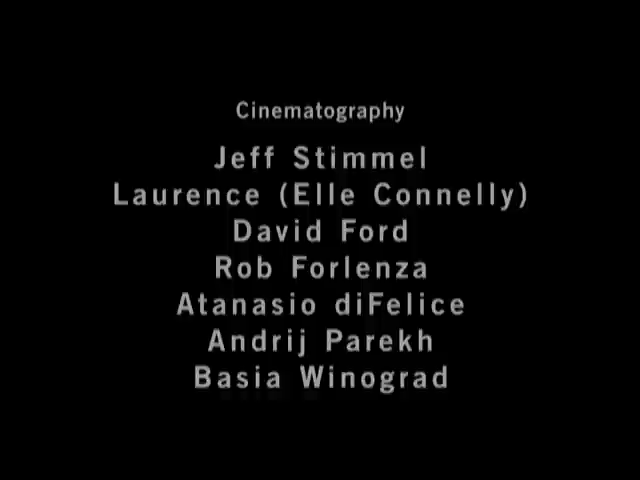 Cinematography
Jeff Stimmel
Laurence (Elle Connelly)
David Ford
Rob Forlenza
Atanasio diFelice
Andrij Parekh
Basia Winograd